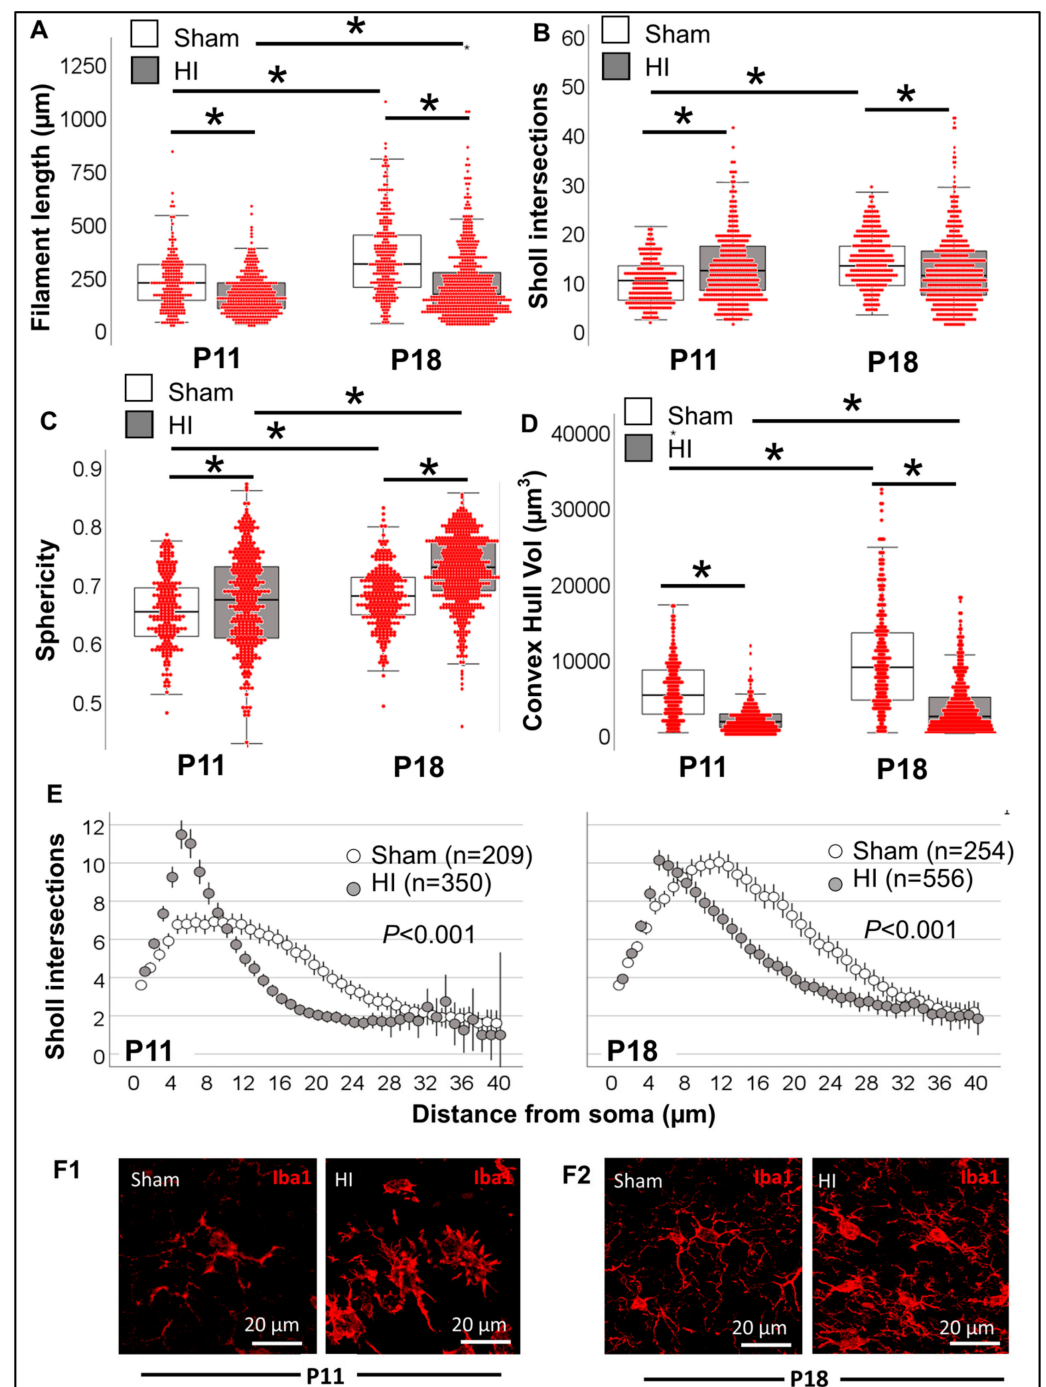 A
Sham
HI
*
*
*
*
*
Filament length (µm)
1250
1000
750
500
250
0
P11
P18
B
Sham
HI
*
*
*
Sholl intersections
60
50
40
30
20
10
0
P11
P18
C
Sham
HI
*
*
*
*
Sphericity
0.9
0.8
0.7
0.6
0.5
P11
P18
D
Sham
*
HI
*
*
*
*
Convex Hull Vol (µm³)
40000
30000
20000
10000
0
P11
P18
E
Sholl intersections
12
10
8
6
4
2
0
Sham (n=209)
HI (n=350)
P<0.001
P11
0 4 8 12 16 20 24 28 32 36 40
Sham (n=254)
HI (n=556)
P<0.001
P18
0 4 8 12 16 20 24 28 32 36 40
Distance from soma (µm)
F1
Sham
Iba1
20 µm
HI
Iba1
20 µm
P11
F2
Sham
Iba1
20 µm
HI
Iba1
20 µm
P18